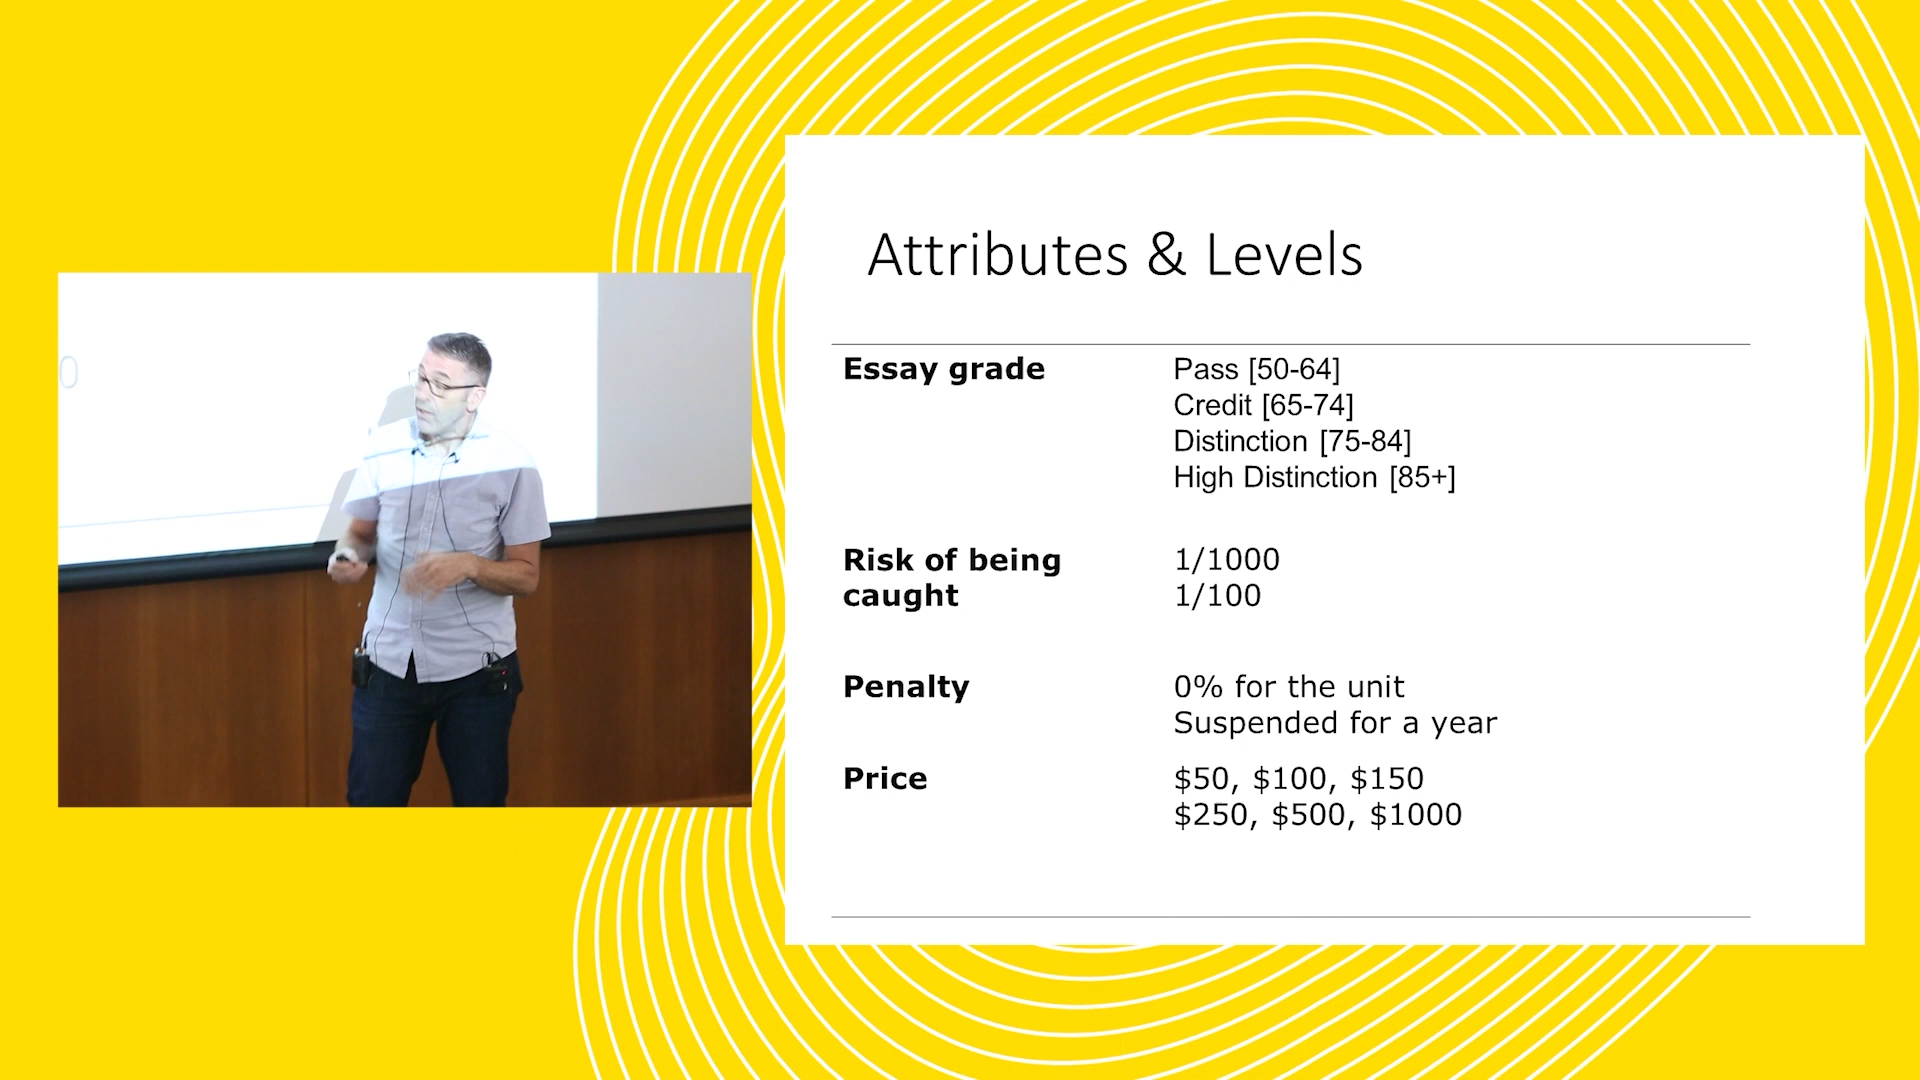 Attributes & Levels
Essay grade
Pass [50-64]
Credit [65-74]
Distinction [75-84]
High Distinction [85+]
Risk of being
caught
1/1000
1/100
Penalty
0% for the unit
Suspended for a year
Price
$50, $100, $150
$250, $500, $1000
0